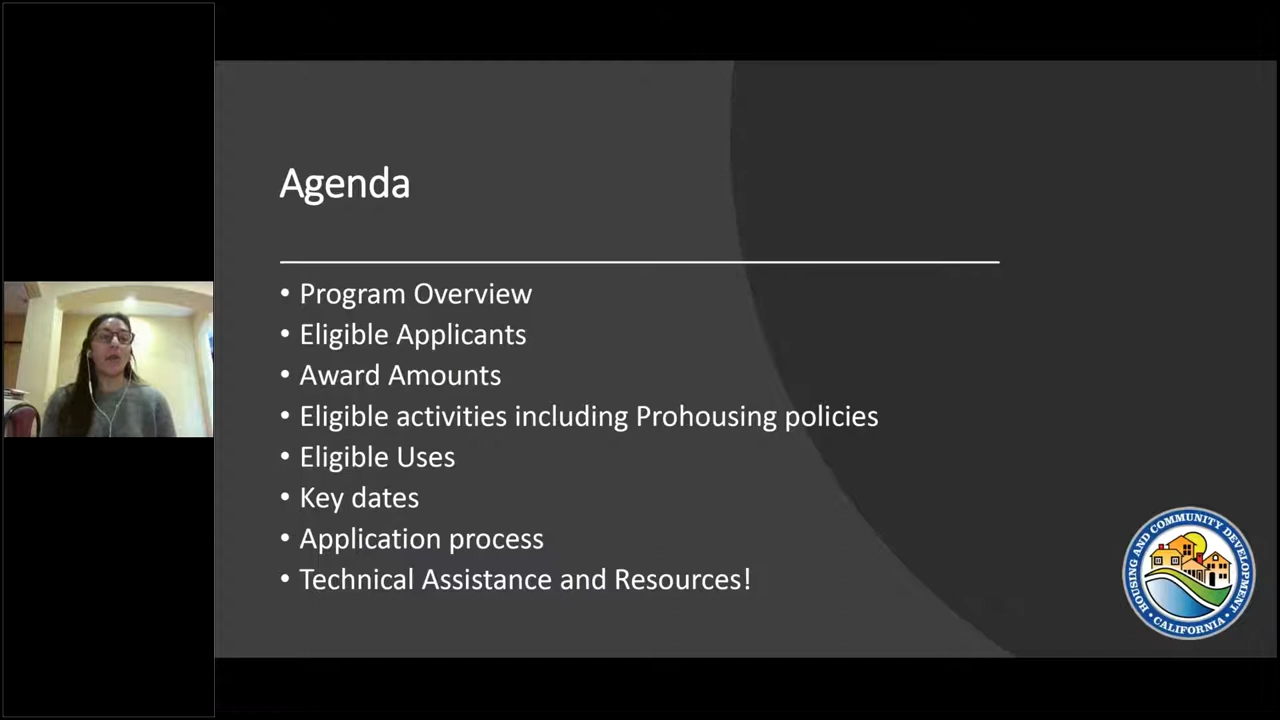 Agenda
• Program Overview
• Eligible Applicants
• Award Amounts
• Eligible activities including Prohousing policies
• Eligible Uses
• Key dates
• Application process
• Technical Assistance and Resources!
HOUSING AND COMMUNITY DEVELOPMENT
• CALIFORNIA •